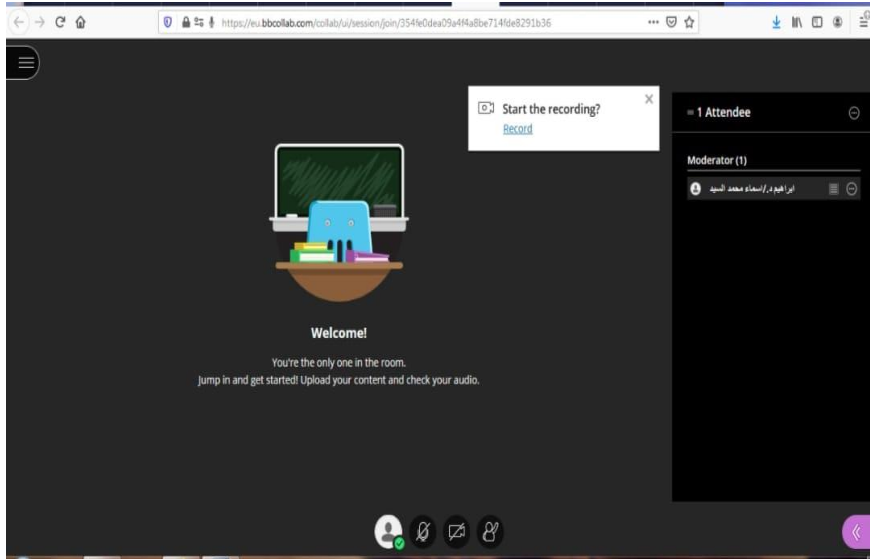 https://eu.bbcollab.com/collab/ui/session/join/354fe0dea09a4f4a8be714fde8291b36
Start the recording?
Record
1 Attendee
Moderator (1)
ابراهيم د./اسماء محمد السيد
Welcome!
You're the only one in the room.
Jump in and get started! Upload your content and check your audio.